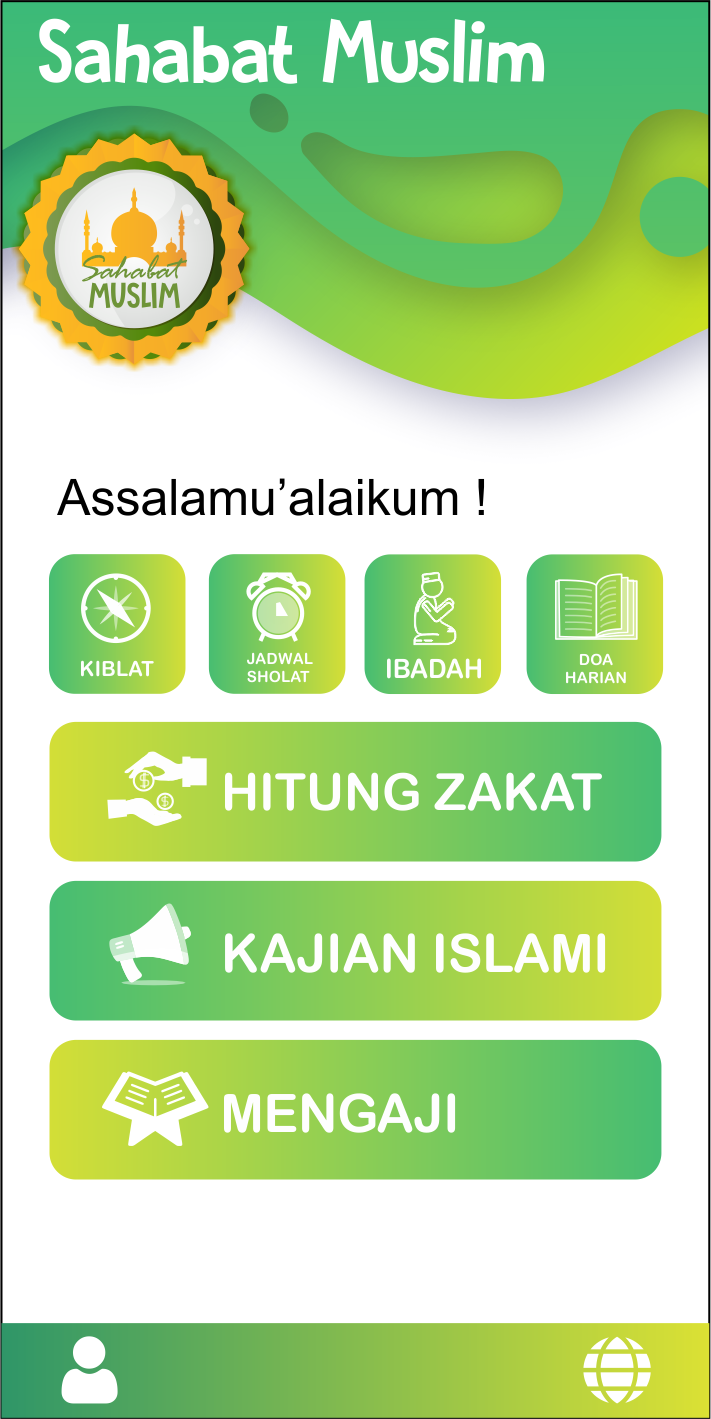 Sahabat Muslim
Sahabat
MUSLIM
Assalamu’alaikum !
KIBLAT
JADWAL
SHOLAT
IBADAH
DOA
HARIAN
HITUNG ZAKAT
KAJIAN ISLAMI
MENGAJI